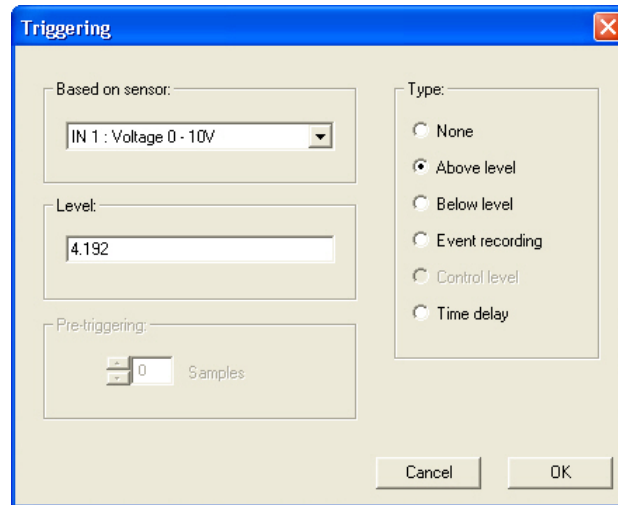 Triggering
Based on sensor:
IN 1 : Voltage 0 - 10V
Level:
4.192
Pre-triggering:
0 Samples
Type:
None
Above level
Below level
Event recording
Control level
Time delay
Cancel OK